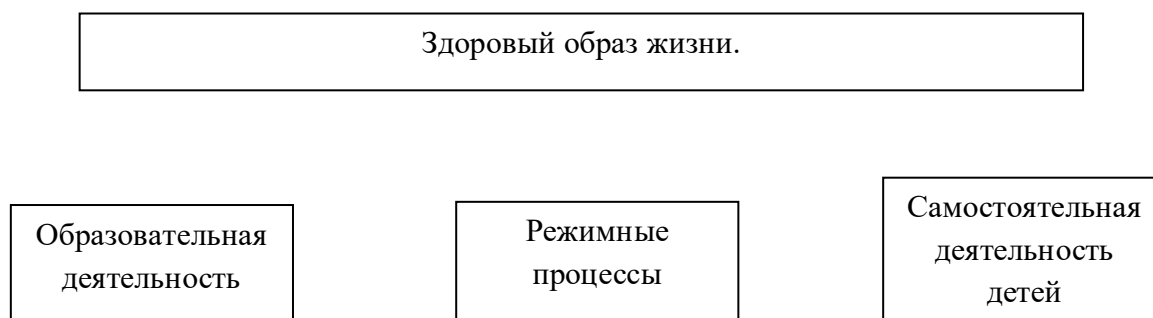 Здоровый образ жизни.
Образовательная
деятельность
Режимные
процессы
Самостоятельная
деятельность
детей